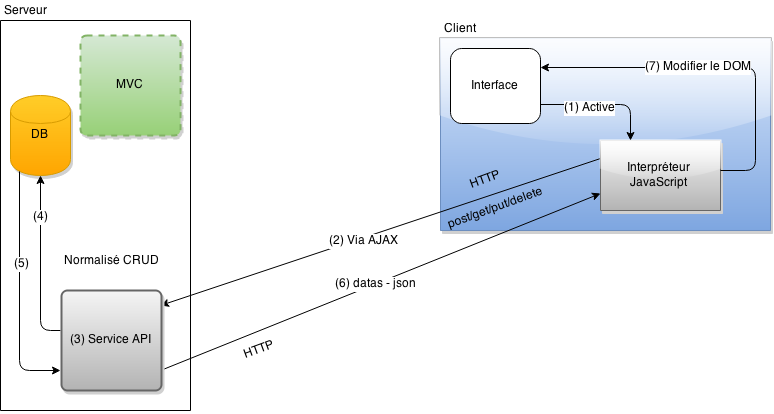 Serveur
Client
MVC
DB
Interface
(7) Modifier le DOM
(1) Active
Interpréteur
JavaScript
HTTP
post/get/put/delete
(2) Via AJAX
(4)
(5)
Normalisé CRUD
(6) datas - json
(3) Service API
HTTP